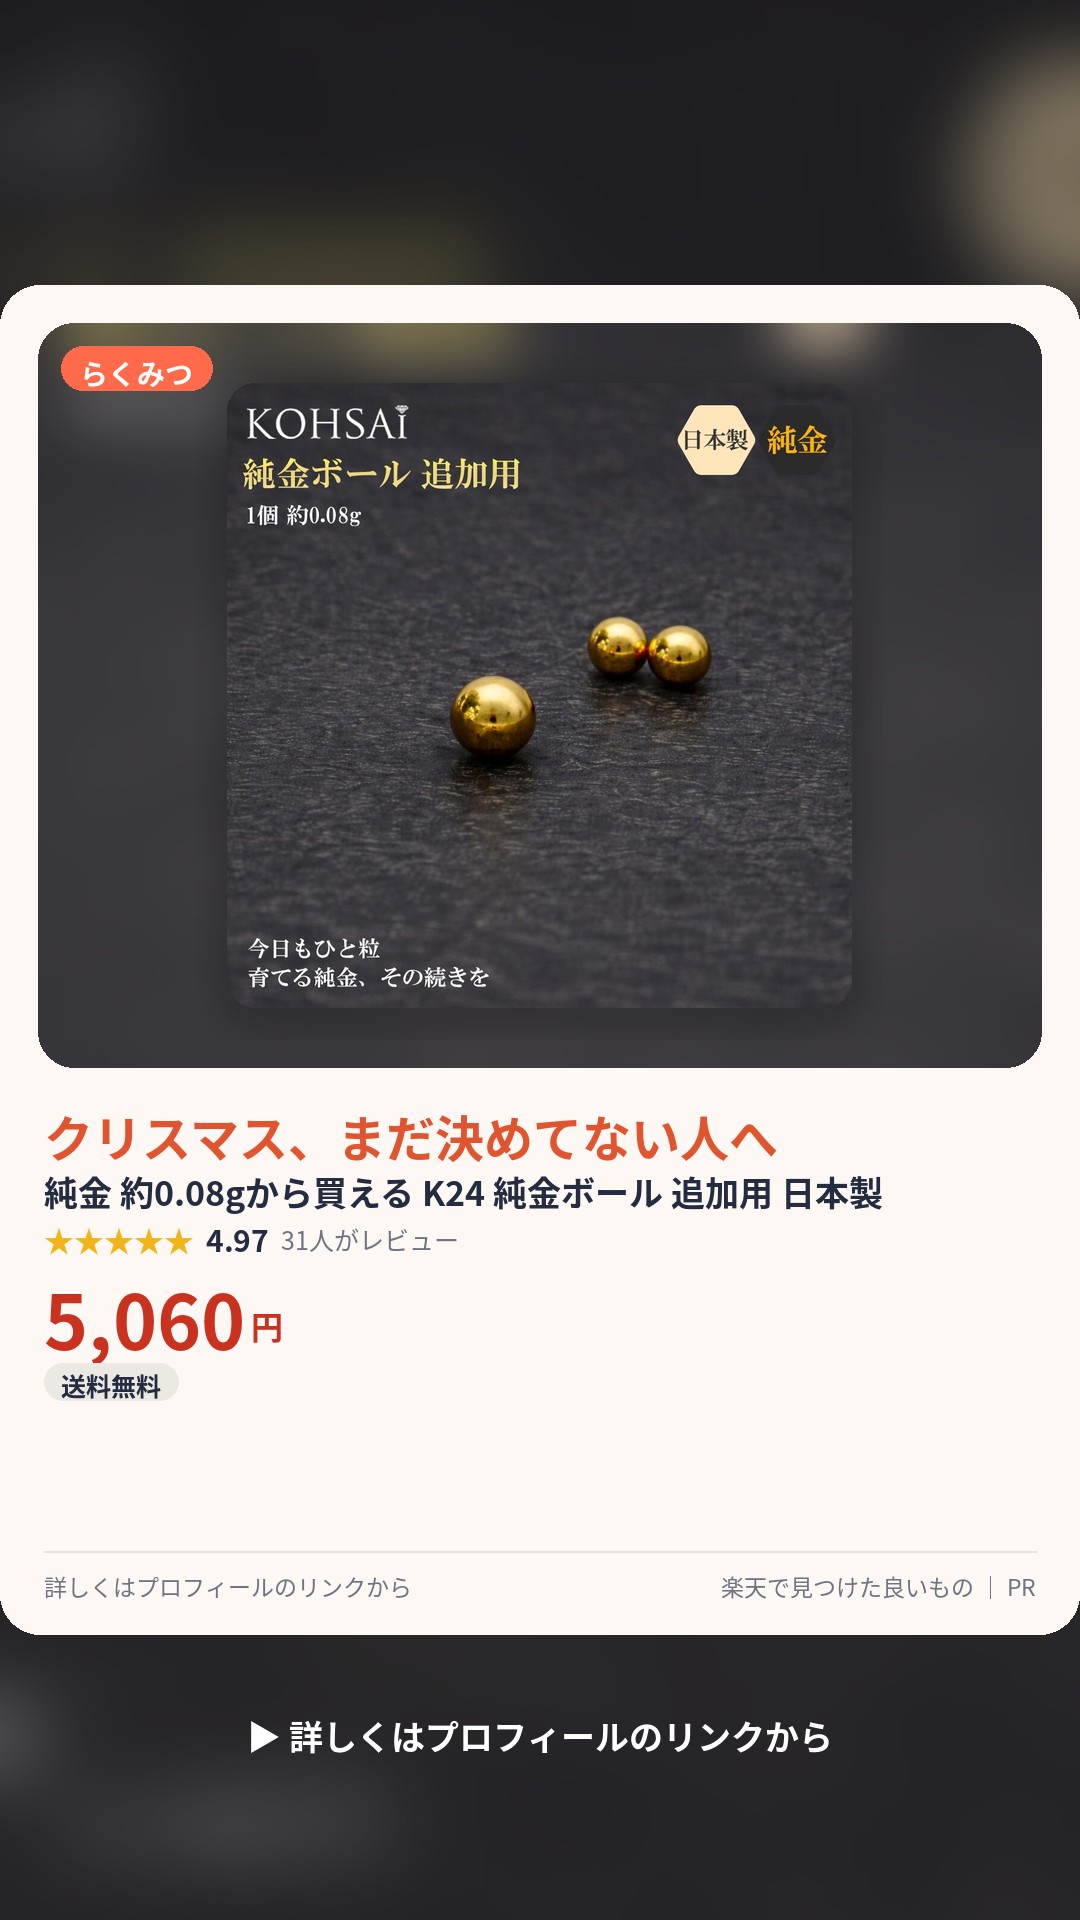 らくみつ
KOHSAI
純金ボール 追加用
1個 約0.08g
日本製
純金
今日もひと粒
育てる純金、その続きを
クリスマス、まだ決めてない人へ
純金 約0.08gから買える K24 純金ボール 追加用 日本製
★★★★★ 4.97 31人がレビュー
5,060円
送料無料
詳しくはプロフィールのリンクから
楽天で見つけた良いもの｜PR
▶ 詳しくはプロフィールのリンクから